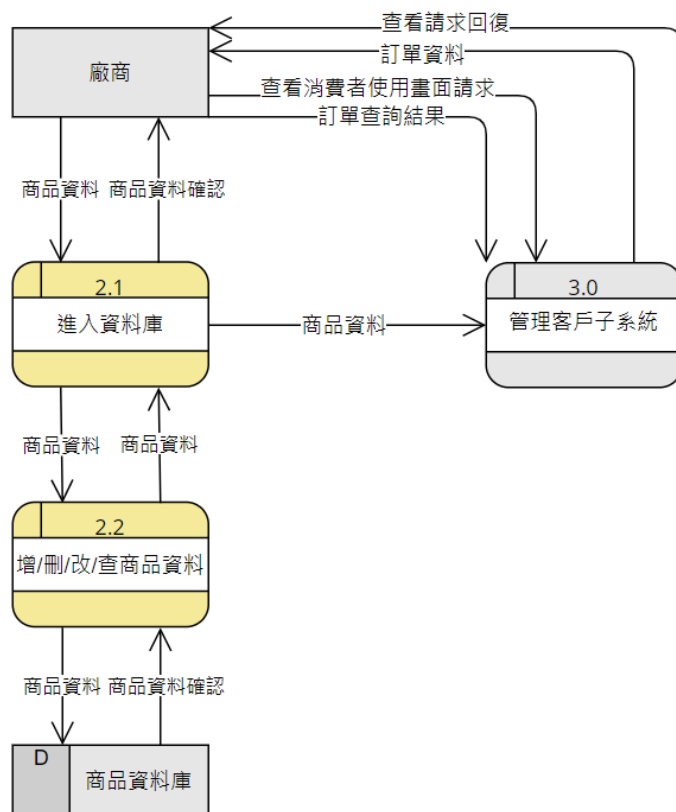 查看請求回復
訂單資料
廠商
查看消費者使用畫面請求
訂單查詢結果
商品資料
商品資料確認
2.1
進入資料庫
商品資料
3.0
管理客戶子系統
商品資料
商品資料
2.2
增/刪/改/查商品資料
商品資料
商品資料確認
D
商品資料庫